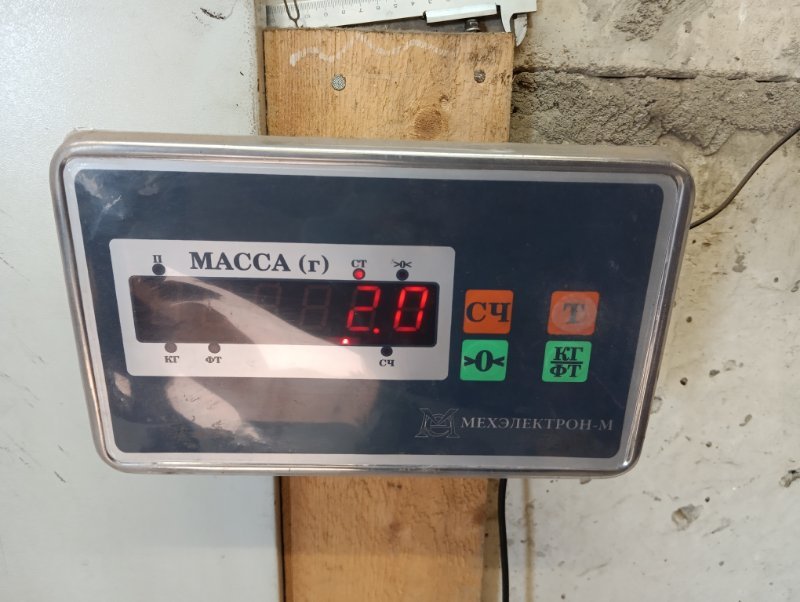 П МАССА (г) СТ >0<
2.0
КГ ФТ СЧ
СЧ Т
>0< КГ/ФТ
МЕХЭЛЕКТРОН-М